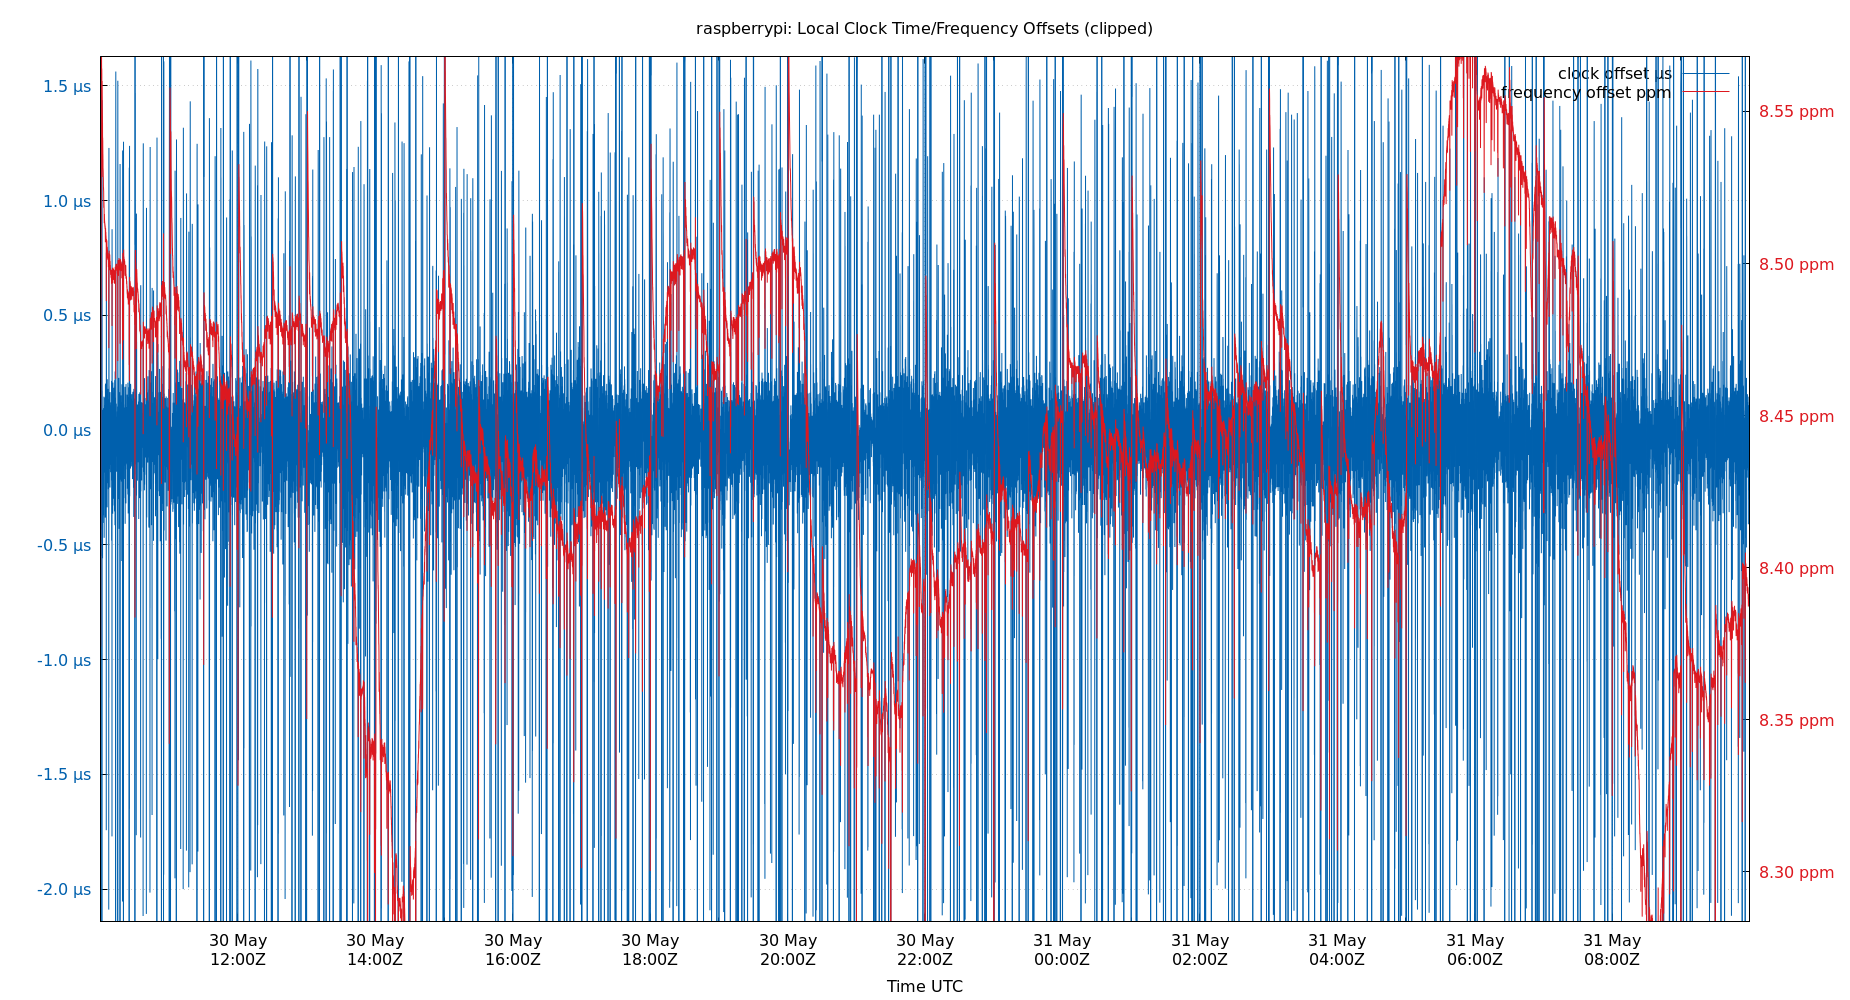 raspberrypi: Local Clock Time/Frequency Offsets (clipped)
clock offset µs
frequency offset ppm
1.5 µs
1.0 µs
0.5 µs
0.0 µs
-0.5 µs
-1.0 µs
-1.5 µs
-2.0 µs
8.55 ppm
8.50 ppm
8.45 ppm
8.40 ppm
8.35 ppm
8.30 ppm
30 May 30 May 30 May 30 May 30 May 30 May 31 May 31 May 31 May 31 May 31 May
12:00Z 14:00Z 16:00Z 18:00Z 20:00Z 22:00Z 00:00Z 02:00Z 04:00Z 06:00Z 08:00Z
Time UTC